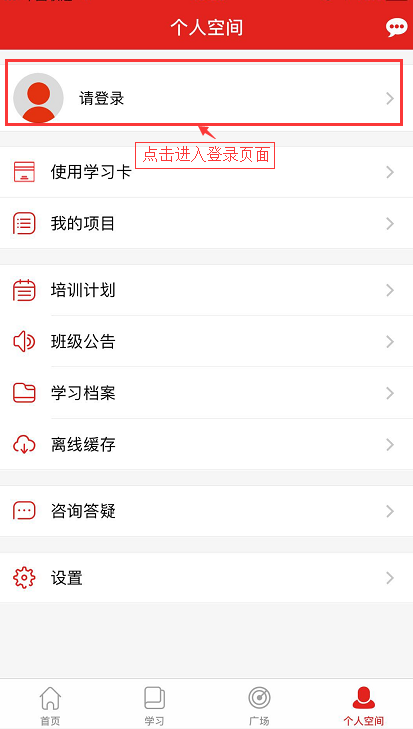 个人空间
请登录
点击进入登录页面
使用学习卡
我的项目
培训计划
班级公告
学习档案
离线缓存
咨询答疑
设置
首页
学习
广场
个人空间